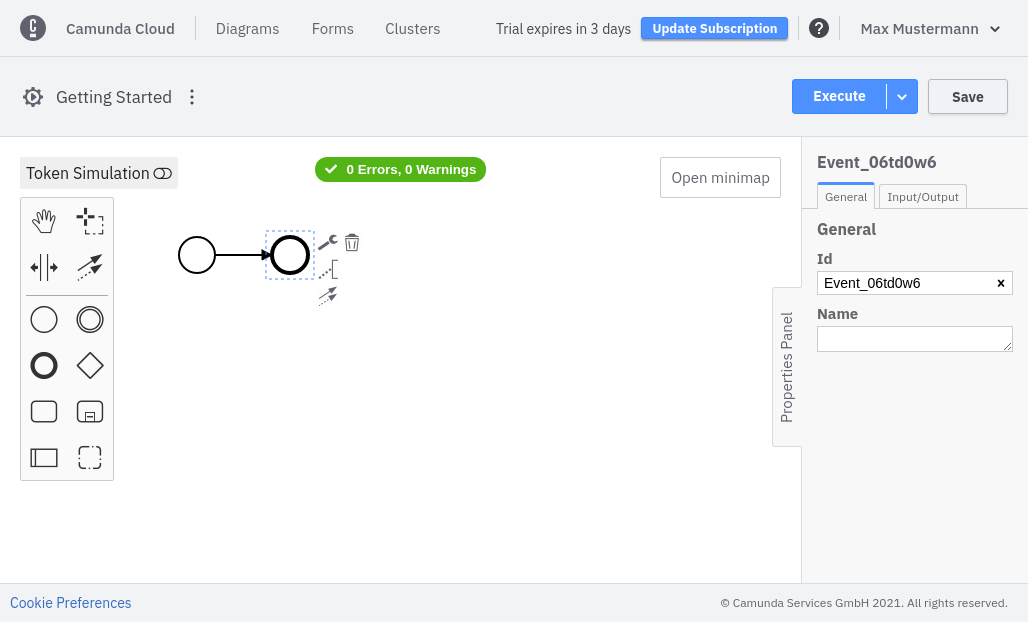 Camunda Cloud Diagrams Forms Clusters Trial expires in 3 days Update Subscription Max Mustermann
Getting Started Execute Save
Token Simulation 0 Errors, 0 Warnings Open minimap
Event_06td0w6
General Input/Output
General
Id
Event_06td0w6
Name
Properties Panel
Cookie Preferences © Camunda Services GmbH 2021. All rights reserved.